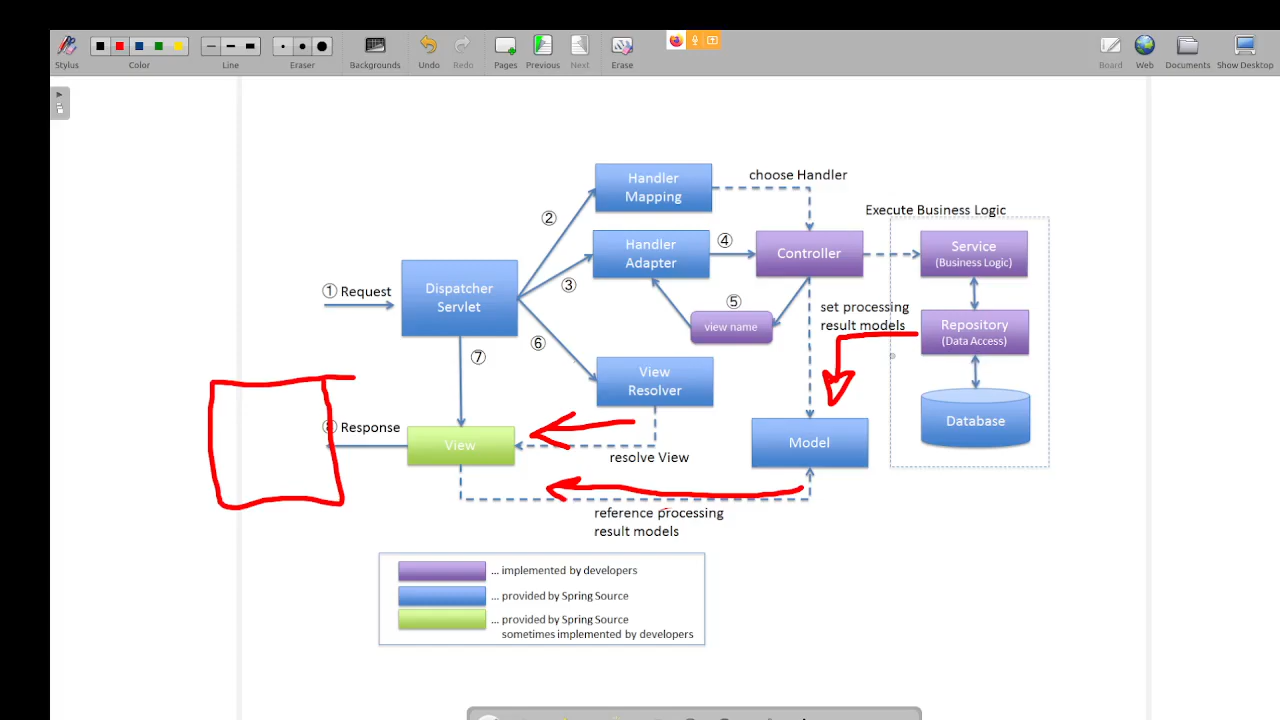 Stylus
Color
Line
Eraser
Backgrounds
Undo
Redo
Pages
Previous
Next
Erase
Board
Web
Documents
Show Desktop
Handler
Mapping
choose Handler
②
Execute Business Logic
Handler
Adapter
④
Controller
Service
(Business Logic)
① Request
Dispatcher
Servlet
③
⑤
view name
set processing
result models
Repository
(Data Access)
⑥
⑦
View
Resolver
Response
View
resolve View
Model
Database
reference processing
result models
... implemented by developers
... provided by Spring Source
... provided by Spring Source
sometimes implemented by developers